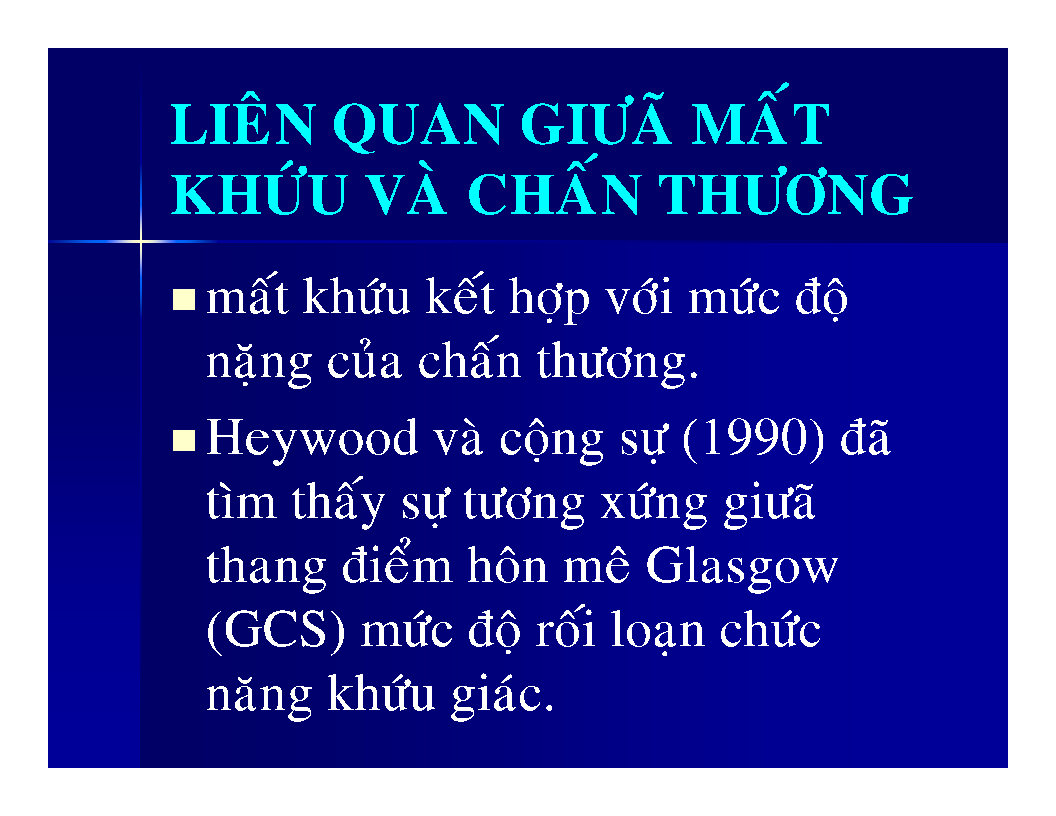 LIÊN QUAN GIƯÃ MẤT
KHỨU VÀ CHẤN THƯƠNG
mất khứu kết hợp với mức độ
nặng của chấn thương.
Heywood và cộng sự (1990) đã
tìm thấy sự tương xứng giưã
thang điểm hôn mê Glasgow
(GCS) mức độ rối loạn chức
năng khứu giác.